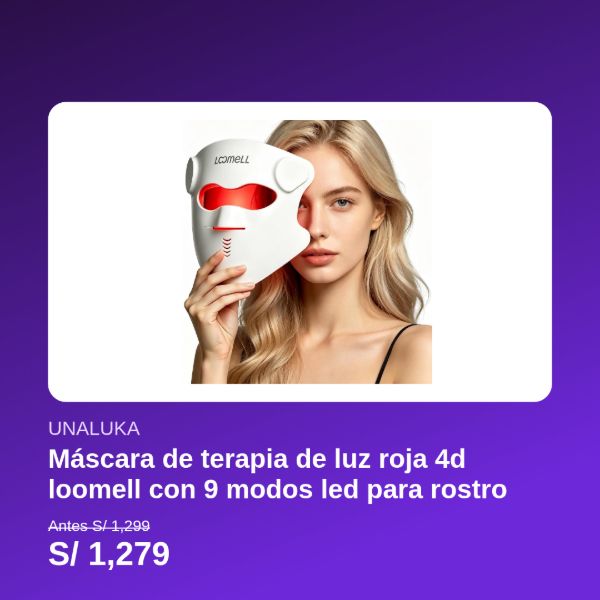 LOOMELL
UNALUKA
Máscara de terapia de luz roja 4d
loomell con 9 modos led para rostro
Antes S/ 1,299
S/ 1,279